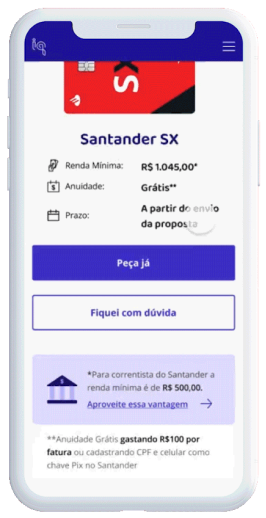 iq
SX
Santander SX
Renda Mínima: R$ 1.045,00*
Anuidade: Grátis**
Prazo: A partir do envio
da proposta
Peça já
Fiquei com dúvida
*Para correntista do Santander a
renda mínima é de R$ 500,00.
Aproveite essa vantagem
**Anuidade Grátis gastando R$100 por
fatura ou cadastrando CPF e celular como
chave Pix no Santander